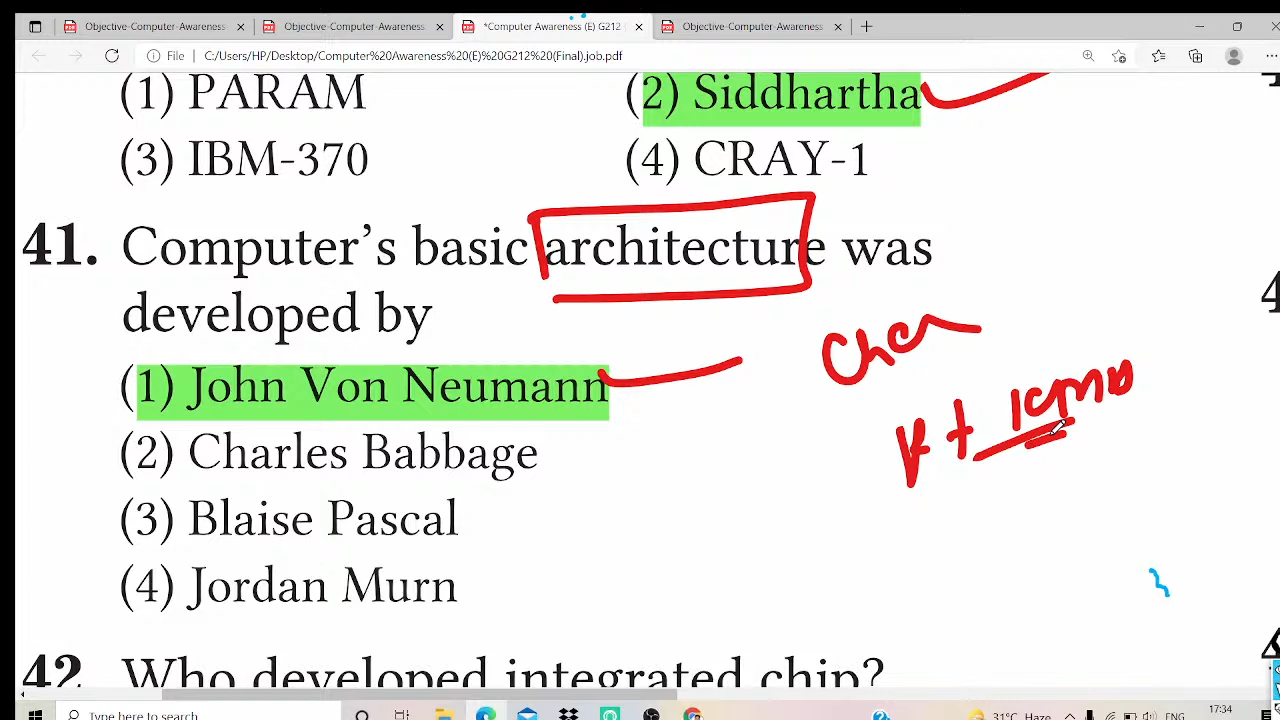 Objective-Computer-Awareness
Objective-Computer-Awareness
*Computer Awareness (E) G212
Objective-Computer-Awareness
File
C:/Users/HP/Desktop/Computer%20Awareness%20(E)%20G212%20(Final).job.pdf
(1) PARAM
(2) Siddhartha
(3) IBM-370
(4) CRAY-1
41. Computer's basic architecture was
developed by
(1) John Von Neumann
(2) Charles Babbage
(3) Blaise Pascal
(4) Jordan Murn
42. Who developed integrated chip?
Type here to search
31°C Haze
ENG
17:34